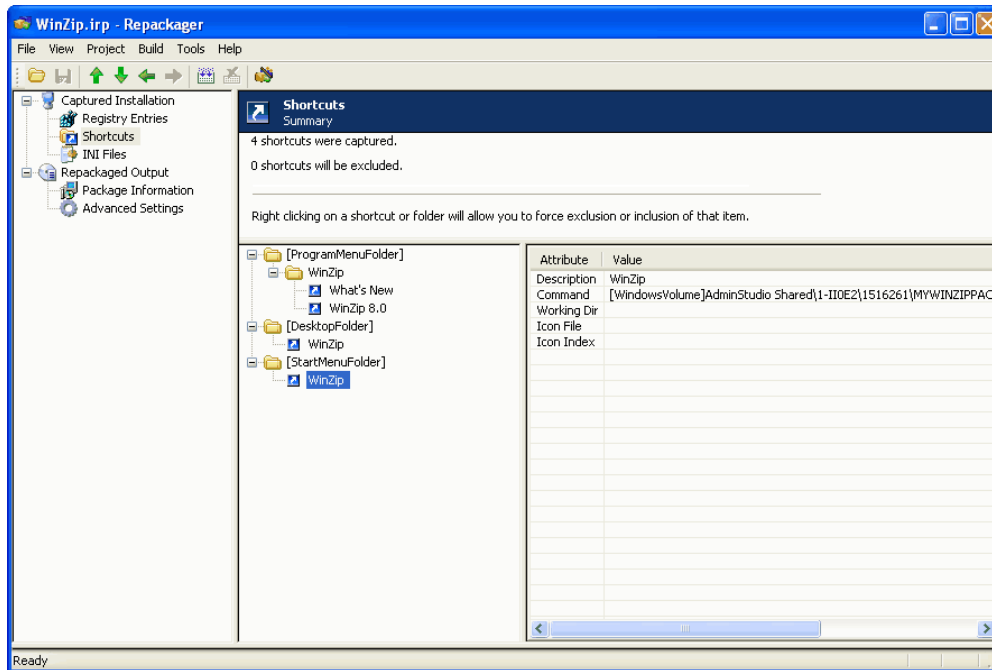 WinZip.irp - Repackager
File View Project Build Tools Help
Captured Installation
Registry Entries
Shortcuts
INI Files
Repackaged Output
Package Information
Advanced Settings
Shortcuts
Summary
4 shortcuts were captured.
0 shortcuts will be excluded.
Right clicking on a shortcut or folder will allow you to force exclusion or inclusion of that item.
[ProgramMenuFolder]
WinZip
What's New
WinZip 8.0
[DesktopFolder]
WinZip
[StartMenuFolder]
WinZip
Attribute Value
Description WinZip
Command [WindowsVolume]AdminStudio Shared\1-II0E2\1516261\MYWINZIPPAC
Working Dir
Icon File
Icon Index
Ready